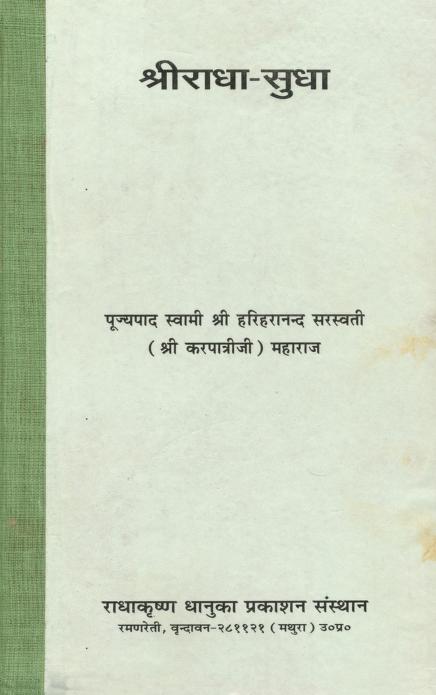 श्रीराधा-सुधा
पूज्यपाद स्वामी श्री हरिहरानन्द सरस्वती
( श्री करपात्रीजी ) महाराज
राधाकृष्ण धानुका प्रकाशन संस्थान
रमणरेती, वृन्दावन-२८११२१ ( मथुरा ) उ०प्र०